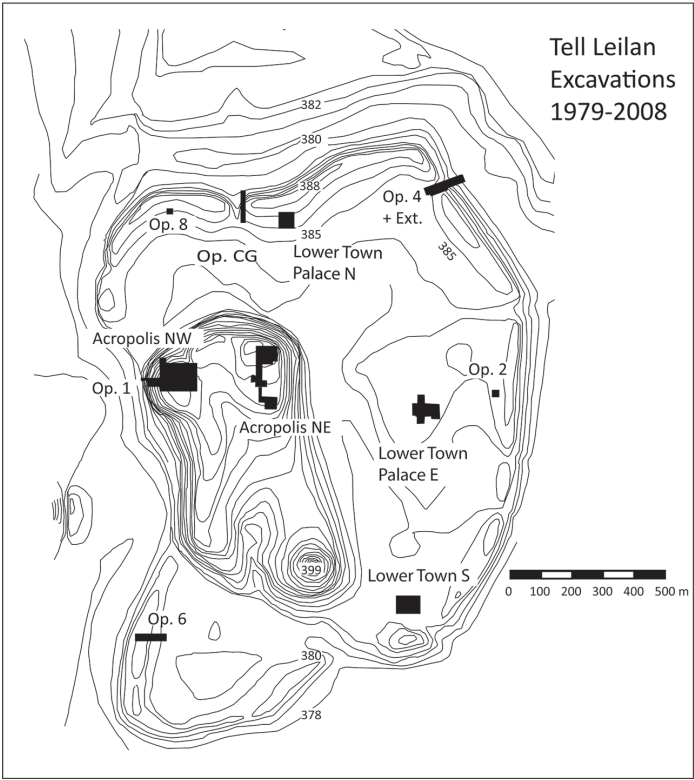 Tell Leilan
Excavations
1979-2008
382
380
388
Op. 4
+ Ext.
Op. 8
385
385
Op. CG
Lower Town
Palace N
Acropolis NW
Op. 1
Op. 2
Acropolis NE
Lower Town
Palace E
399
Lower Town S
0 100 200 300 400 500 m
Op. 6
380
378